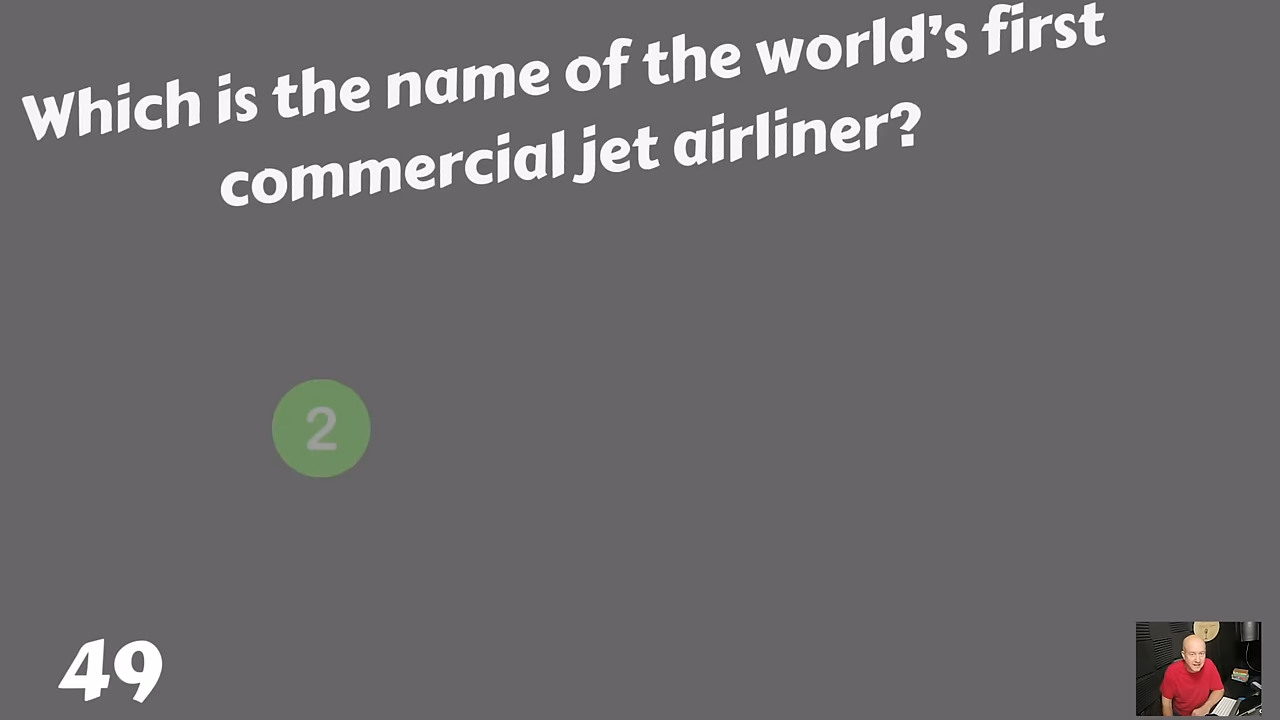 Which is the name of the world’s first
commercial jet airliner?
2
49